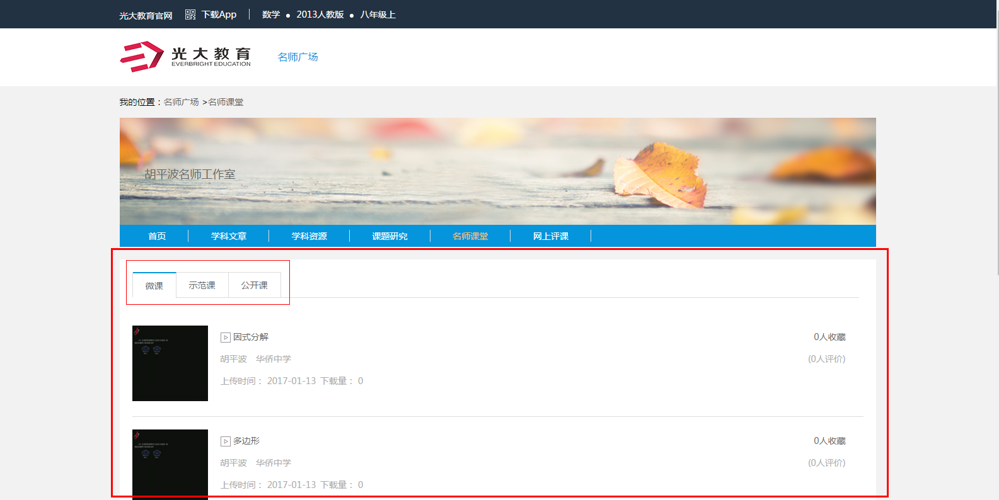 光大教育官网 下载App 数学 ● 2013人教版 ● 八年级上
光大教育
EVERBRIGHT EDUCATION
名师广场
我的位置：名师广场 >名师课堂
胡平波名师工作室
首页 学科文章 学科资源 课题研究 名师课堂 网上评课
微课 示范课 公开课
因式分解 0人收藏
胡平波 华侨中学 (0人评价)
上传时间： 2017-01-13 下载量： 0
多边形 0人收藏
胡平波 华侨中学 (0人评价)
上传时间： 2017-01-13 下载量： 0